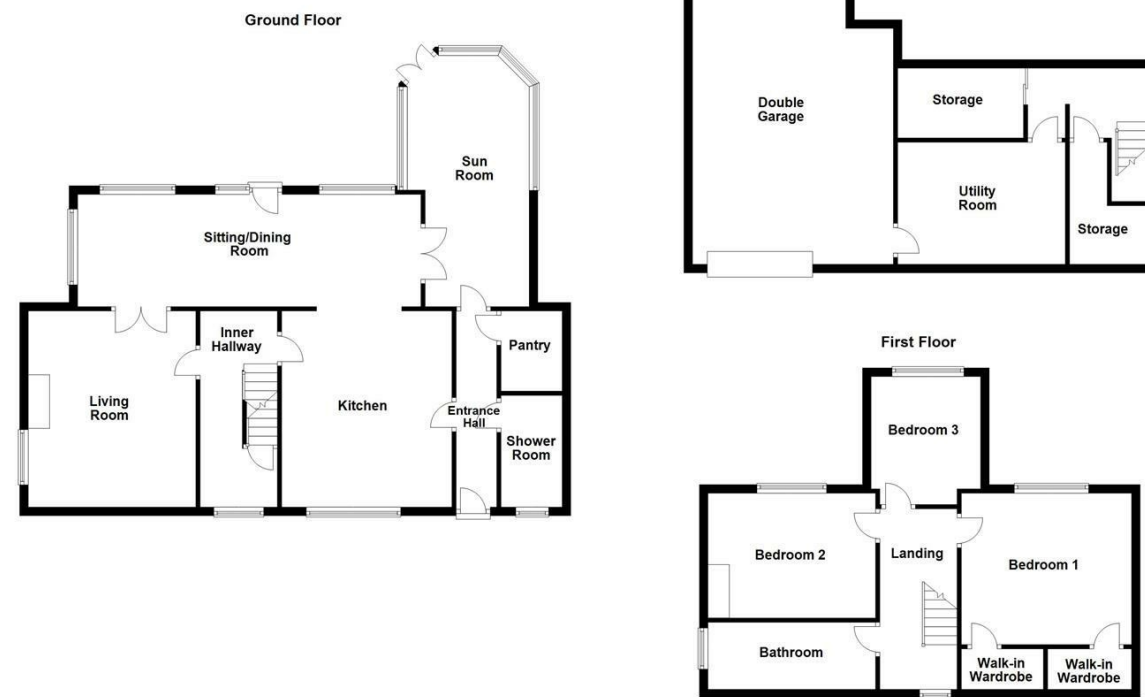 Ground Floor
Sun
Room
Sitting/Dining
Room
Inner
Hallway
Pantry
Living
Room
Kitchen
Entrance
Hall
Shower
Room
Double
Garage
Storage
Utility
Room
Storage
First Floor
Bedroom 3
Bedroom 2
Landing
Bedroom 1
Bathroom
Walk-in
Wardrobe
Walk-in
Wardrobe